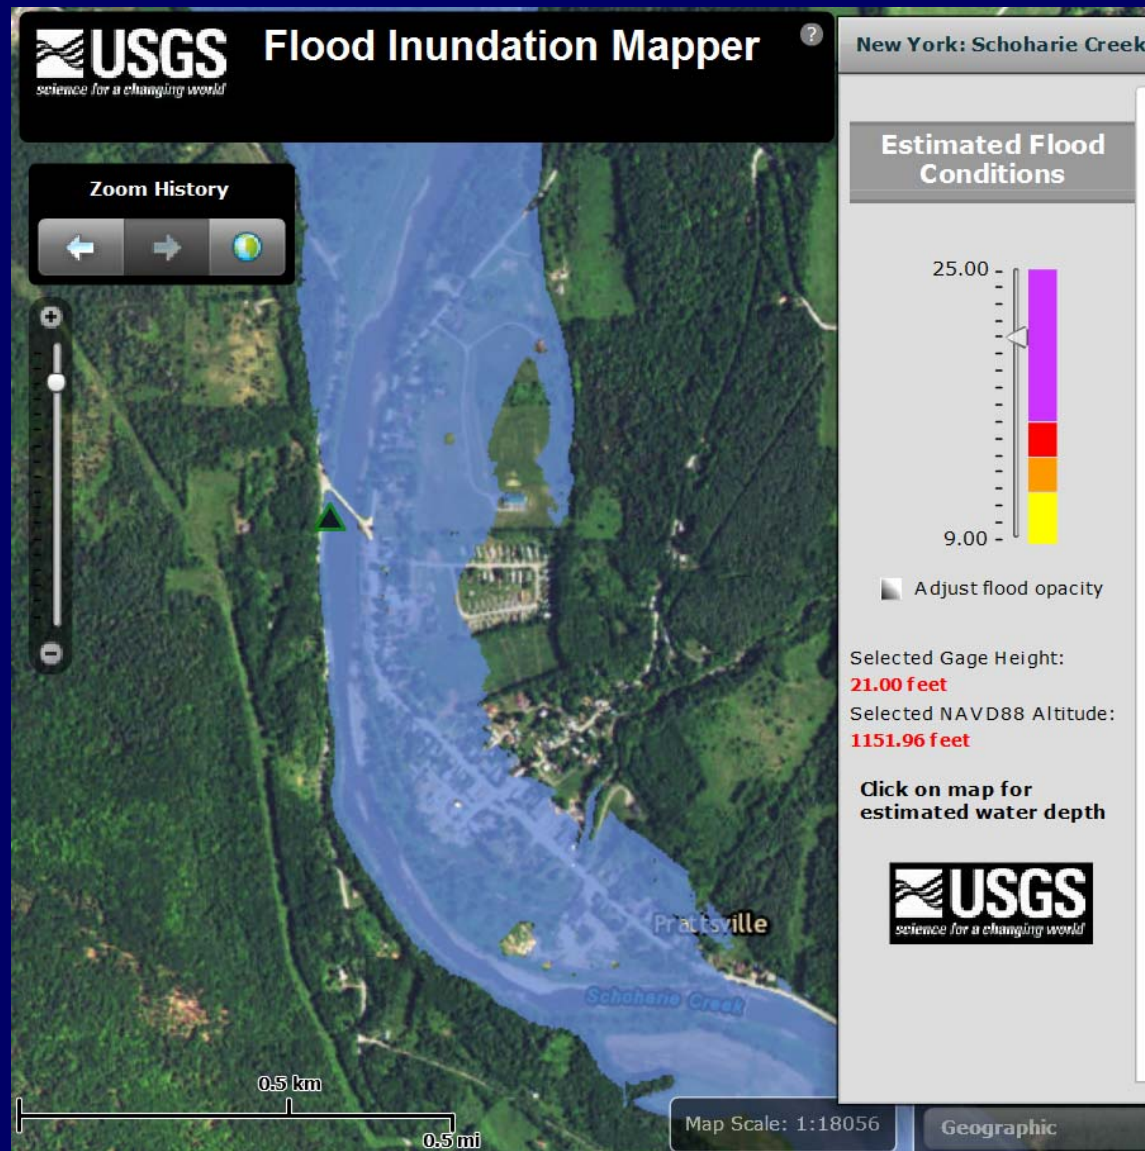 USGS
science for a changing world
Flood Inundation Mapper
?
New York: Schoharie Creek
Zoom History
Estimated Flood
Conditions
25.00
9.00
Adjust flood opacity
Selected Gage Height:
21.00 feet
Selected NAVD88 Altitude:
1151.96 feet
Click on map for
estimated water depth
USGS
science for a changing world
Prattsville
Schoharie Creek
0.5 km
0.5 mi
Map Scale: 1:18056
Geographic